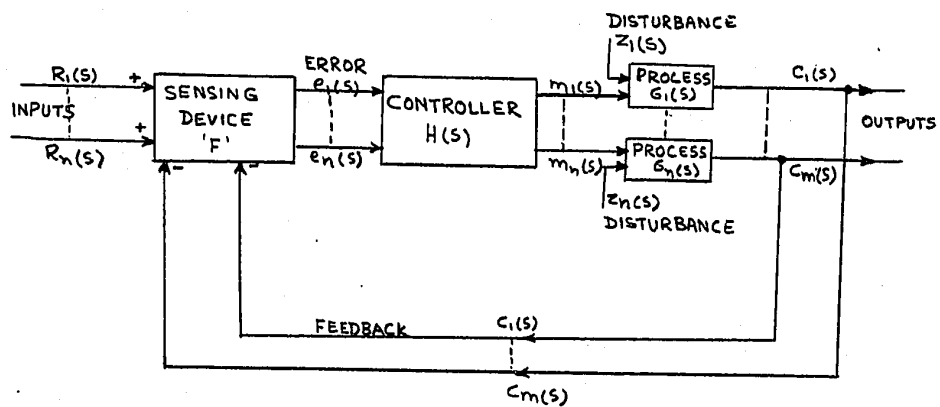 DISTURBANCE
Z1(S)
R1(S)
+
ERROR
e1(S)
m1(S)
PROCESS
G1(S)
C1(S)
INPUTS
SENSING
DEVICE
'F'
CONTROLLER
H(S)
OUTPUTS
+
Rn(S)
en(S)
mn(S)
PROCESS
Gn(S)
Cm(S)
-
-
Zn(S)
DISTURBANCE
FEEDBACK
C1(S)
Cm(S)